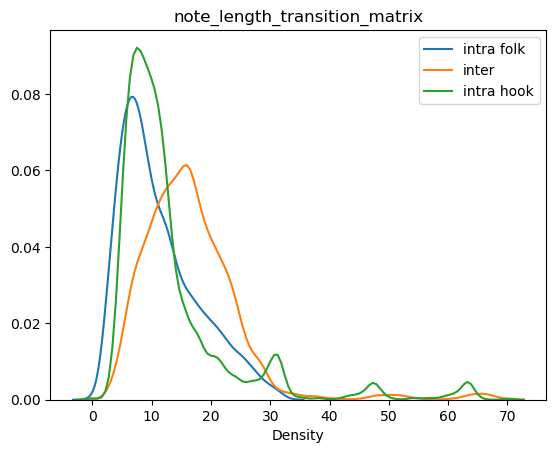 note_length_transition_matrix
intra folk
inter
intra hook
0.08
0.06
0.04
0.02
0.00
0 10 20 30 40 50 60 70
Density